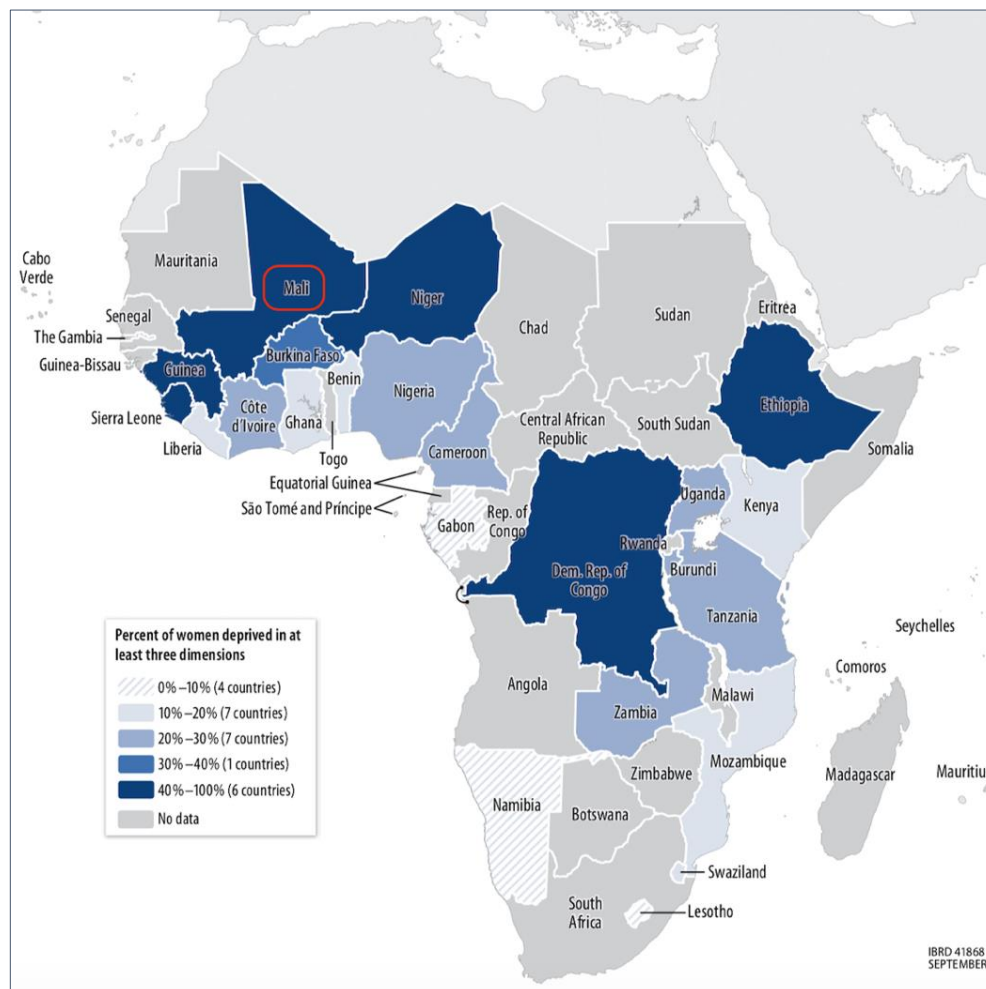 Cabo
Verde
Mauritania
Mali
Niger
Chad
Sudan
Eritrea
Senegal
The Gambia
Guinea-Bissau
Guinea
Burkina Faso
Benin
Nigeria
Ethiopia
Sierra Leone
Côte
d'Ivoire
Ghana
Central African
Republic
South Sudan
Somalia
Liberia
Togo
Cameroon
Equatorial Guinea
São Tomé and Príncipe
Gabon
Rep. of
Congo
Uganda
Kenya
Rwanda
Burundi
Dem. Rep. of
Congo
Tanzania
Seychelles
Comoros
Angola
Malawi
Zambia
Mozambique
Zimbabwe
Madagascar
Mauritiu
Namibia
Botswana
Swaziland
South
Africa
Lesotho
Percent of women deprived in at
least three dimensions
0%–10% (4 countries)
10%–20% (7 countries)
20%–30% (7 countries)
30%–40% (1 countries)
40%–100% (6 countries)
No data
IBRD 41868
SEPTEMBER